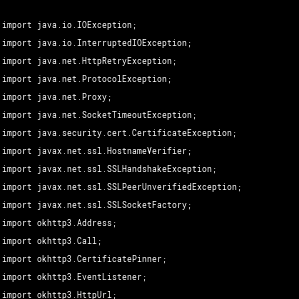 import java.io.IOException;
import java.io.InterruptedIOException;
import java.net.HttpRetryException;
import java.net.ProtocolException;
import java.net.Proxy;
import java.net.SocketTimeoutException;
import java.security.cert.CertificateException;
import javax.net.ssl.HostnameVerifier;
import javax.net.ssl.SSLHandshakeException;
import javax.net.ssl.SSLPeerUnverifiedException;
import javax.net.ssl.SSLSocketFactory;
import okhttp3.Address;
import okhttp3.Call;
import okhttp3.CertificatePinner;
import okhttp3.EventListener;
import okhttp3.HttpUrl;